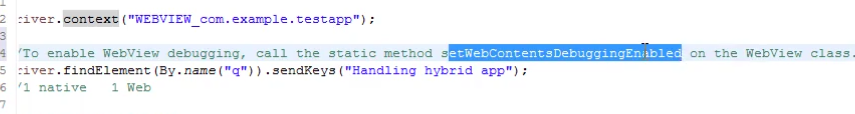 2 river.context("WEBVIEW_com.example.testapp");
3
4 /To enable WebView debugging, call the static method setWebContentsDebuggingEnabled on the WebView class.
5 river.findElement(By.name("q")).sendKeys("Handling hybrid app");
6 /1 native 1 Web
7